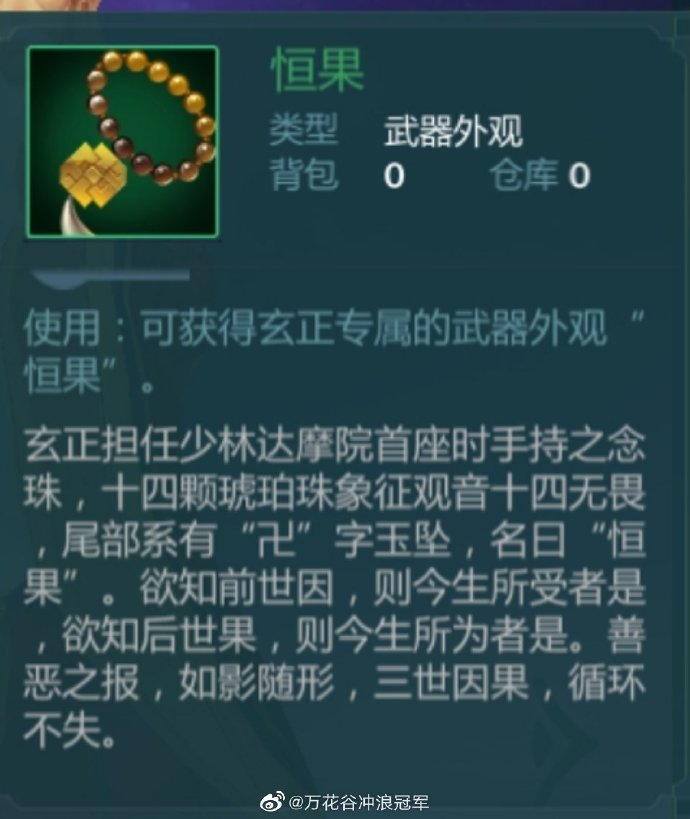 恒果
类型 武器外观
背包 0 仓库 0
使用：可获得玄正专属的武器外观“
恒果”。
玄正担任少林达摩院首座时手持之念
珠，十四颗琥珀珠象征观音十四无畏
，尾部系有“卍”字玉坠，名曰“恒
果”。欲知前世因，则今生所受者是
，欲知后世果，则今生所为者是。善
恶之报，如影随形，三世因果，循环
不失。
@万花谷冲浪冠军